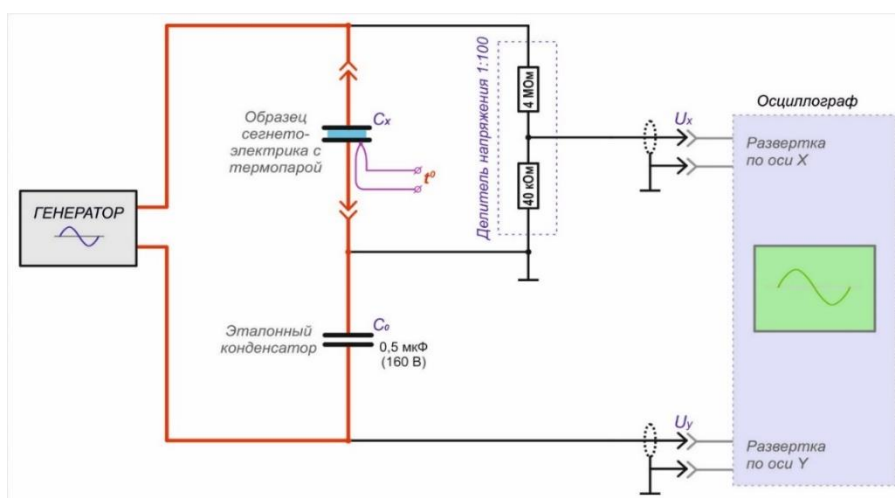 ГЕНЕРАТОР
Образец
сегнето-
электрика с
термопарой
Cx
t⁰
Эталонный
конденсатор
C₀
0,5 мкФ
(160 В)
Делитель напряжения 1:100
4 МОм
40 кОм
Ux
Uy
Осциллограф
Развертка
по оси X
Развертка
по оси Y